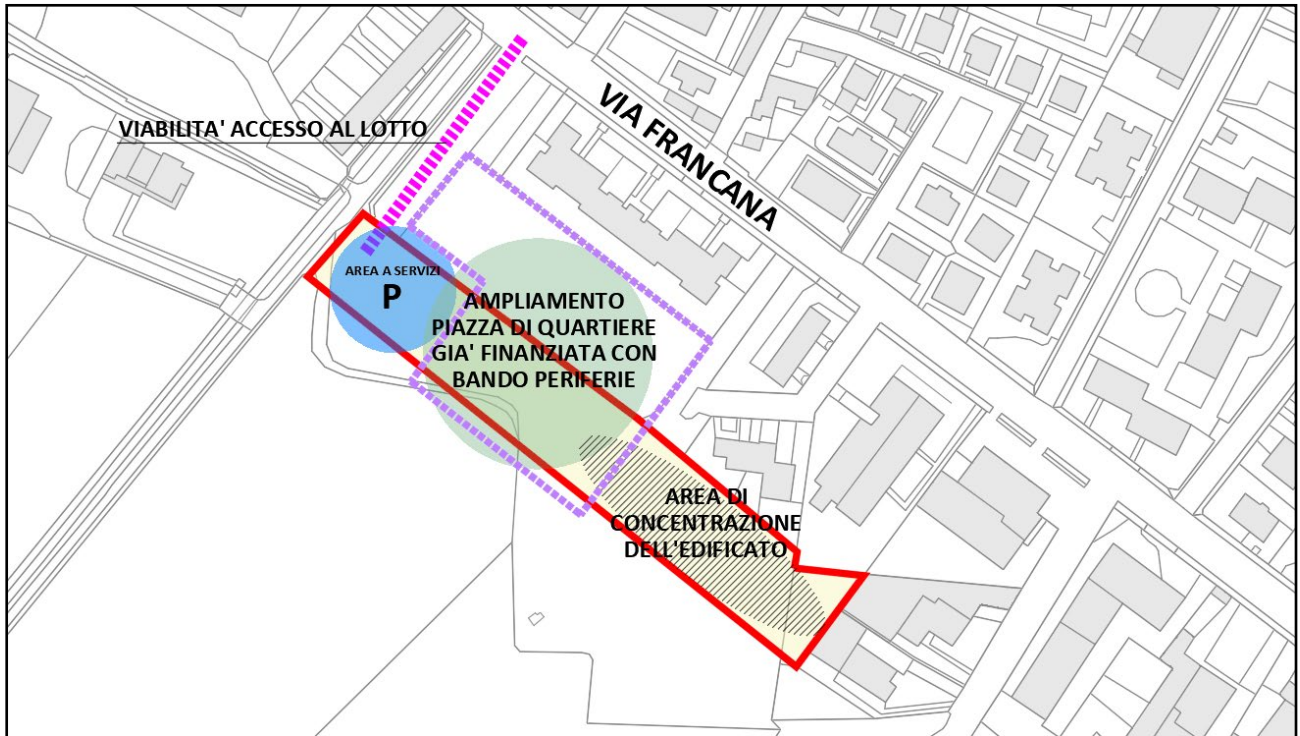 VIA FRANCANA
VIABILITA' ACCESSO AL LOTTO
AREA A SERVIZI
P
AMPLIAMENTO
PIAZZA DI QUARTIERE
GIA' FINANZIATA CON
BANDO PERIFERIE
AREA DI
CONCENTRAZIONE
DELL'EDIFICATO